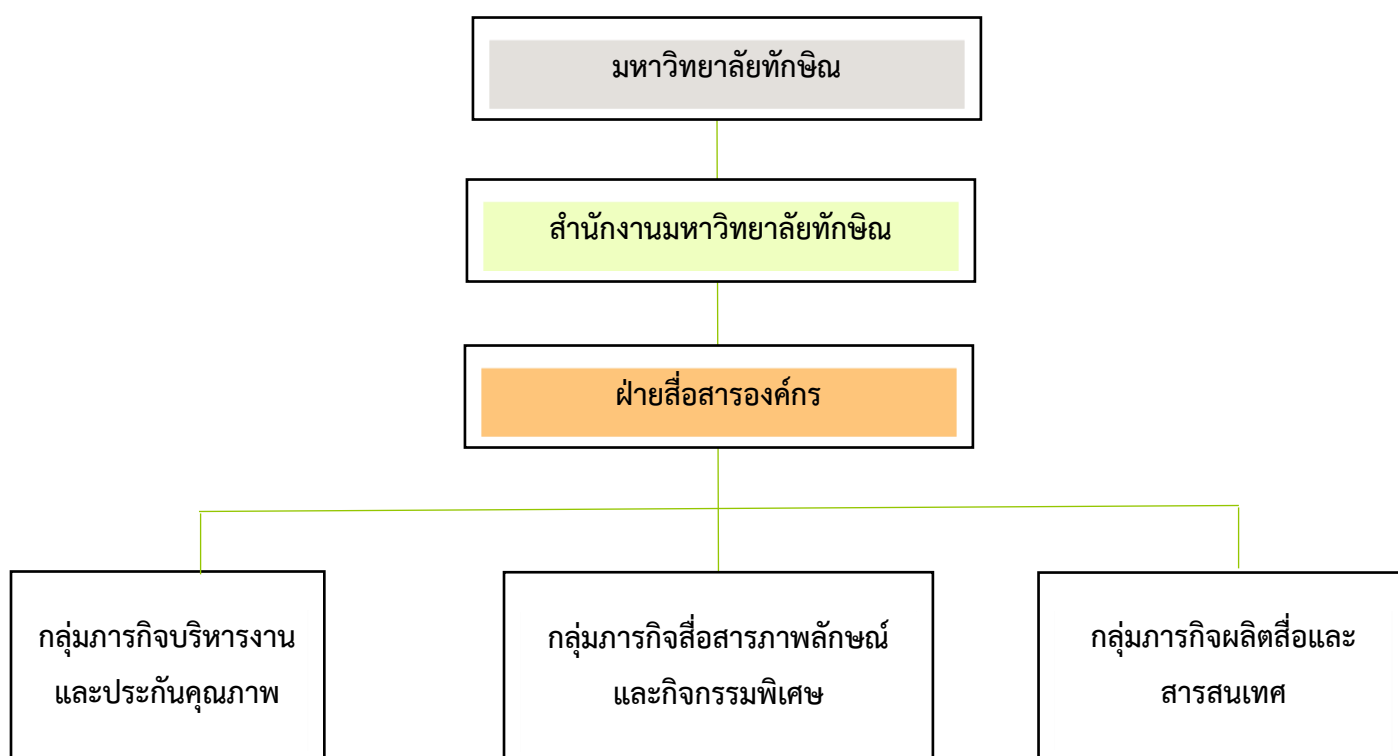 มหาวิทยาลัยทักษิณ
สำนักงานมหาวิทยาลัยทักษิณ
ฝ่ายสื่อสารองค์กร
กลุ่มภารกิจบริหารงาน
และประกันคุณภาพ
กลุ่มภารกิจสื่อสารภาพลักษณ์
และกิจกรรมพิเศษ
กลุ่มภารกิจผลิตสื่อและ
สารสนเทศ